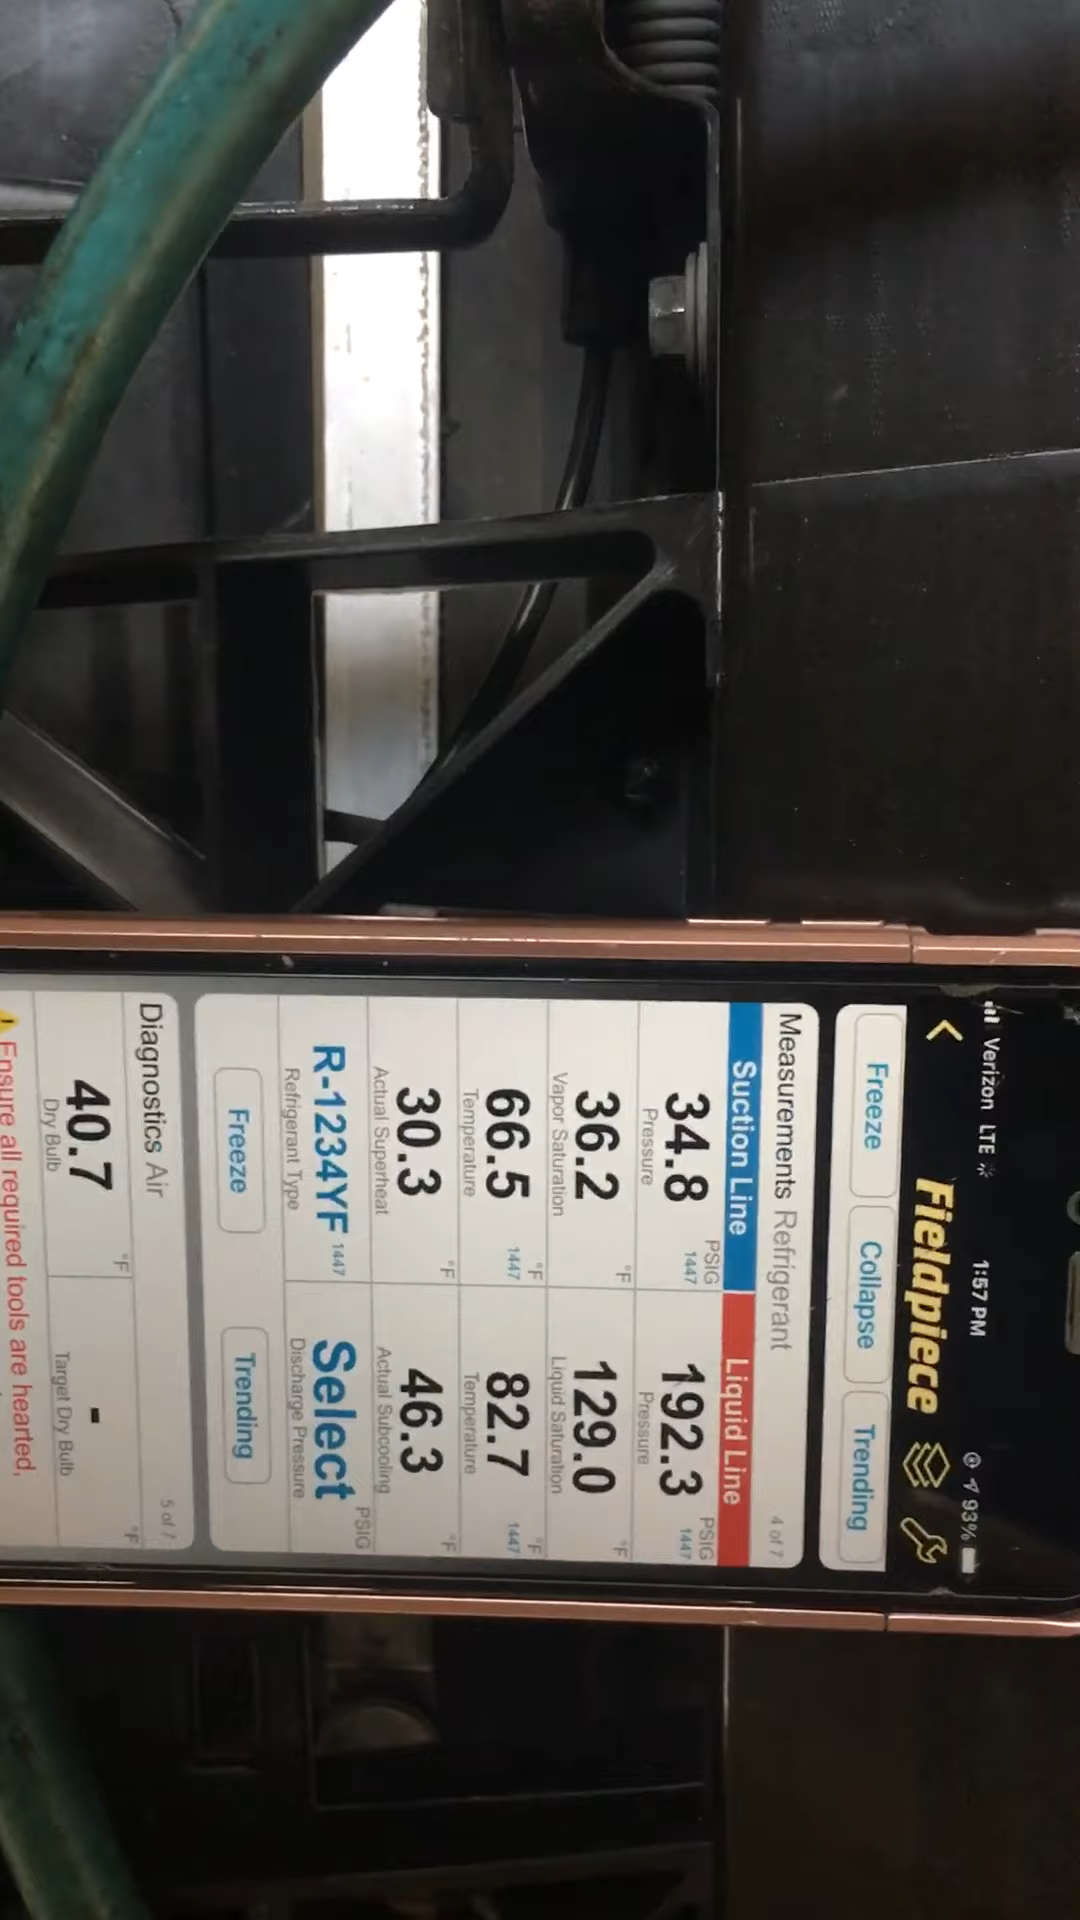 Verizon LTE 1:57 PM 93%
Fieldpiece
Freeze Collapse Trending
Measurements Refrigerant 4 of 7
Suction Line Liquid Line
34.8 PSIG 192.3 PSIG
Pressure 1447 Pressure 1447
36.2 °F 129.0 °F
Vapor Saturation Liquid Saturation
66.5 °F 82.7 °F
Temperature 1447 Temperature 1447
30.3 °F 46.3 °F
Actual Superheat Actual Subcooling
R-1234YF 1447 Select PSIG
Refrigerant Type Discharge Pressure
Freeze Trending
Diagnostics Air 5 of 7
40.7 °F - °F
Dry Bulb Target Dry Bulb
Ensure all required tools are hearted,